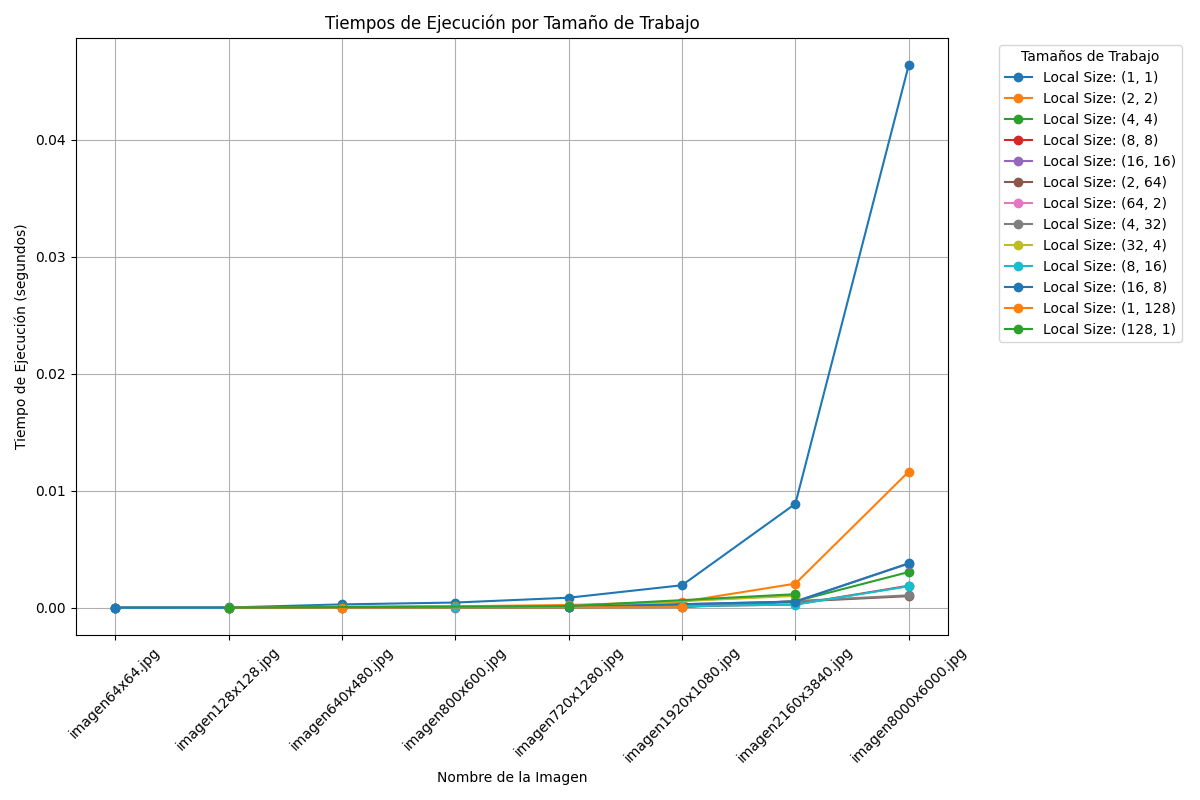 Tiempos de Ejecución por Tamaño de Trabajo
Tiempo de Ejecución (segundos)
0.04
0.03
0.02
0.01
0.00
imagen64x64.jpg
imagen128x128.jpg
imagen640x480.jpg
imagen800x600.jpg
imagen720x1280.jpg
imagen1920x1080.jpg
imagen2160x3840.jpg
imagen8000x6000.jpg
Nombre de la Imagen
Tamaños de Trabajo
Local Size: (1, 1)
Local Size: (2, 2)
Local Size: (4, 4)
Local Size: (8, 8)
Local Size: (16, 16)
Local Size: (2, 64)
Local Size: (64, 2)
Local Size: (4, 32)
Local Size: (32, 4)
Local Size: (8, 16)
Local Size: (16, 8)
Local Size: (1, 128)
Local Size: (128, 1)